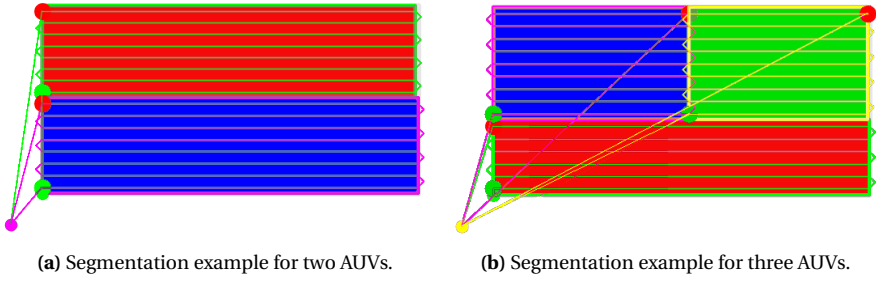 (a) Segmentation example for two AUVs.
(b) Segmentation example for three AUVs.